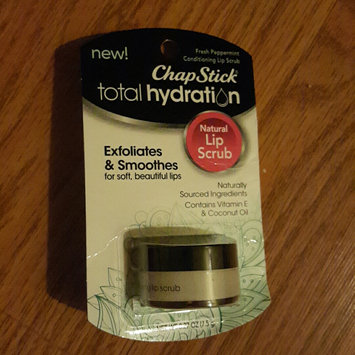 new!
Fresh Peppermint
Conditioning Lip Scrub
ChapStick
total hydration
Natural
Lip
Scrub
Exfoliates
& Smoothes
for soft, beautiful lips
Naturally
Sourced Ingredients
Contains Vitamin E
& Coconut Oil
lip scrub